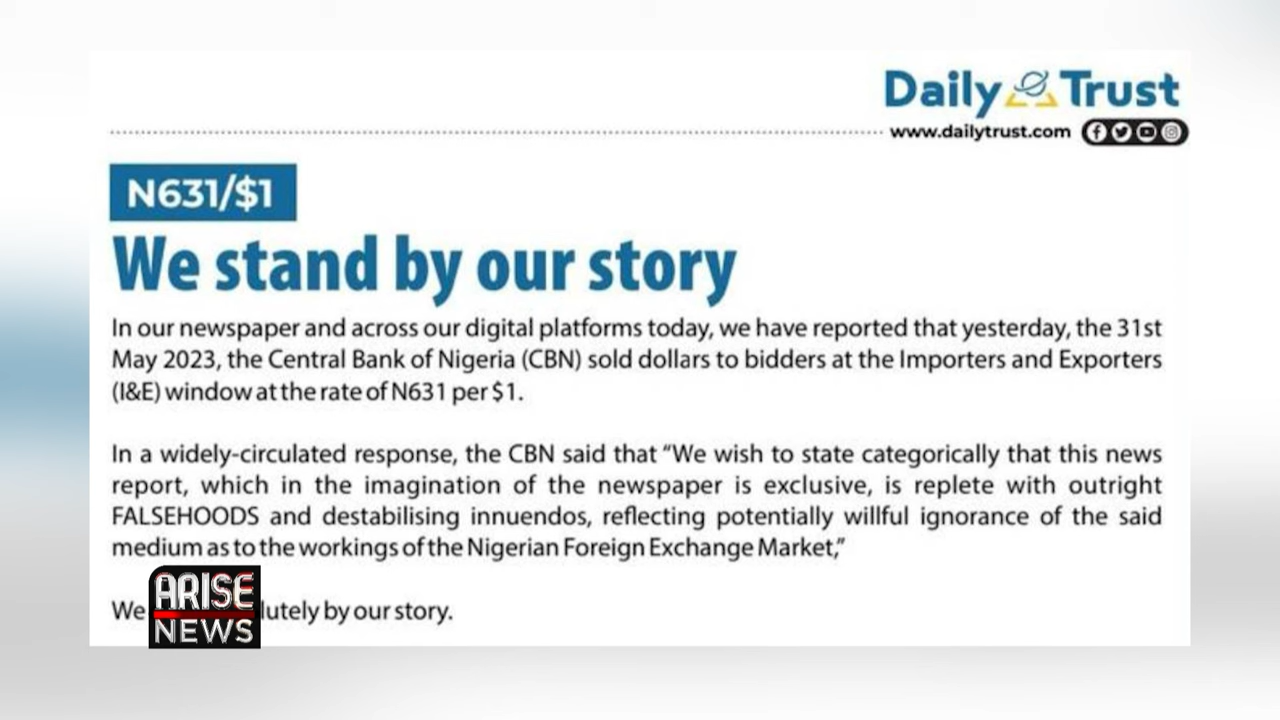 Daily Trust
www.dailytrust.com
N631/$1
We stand by our story
In our newspaper and across our digital platforms today, we have reported that yesterday, the 31st
May 2023, the Central Bank of Nigeria (CBN) sold dollars to bidders at the Importers and Exporters
(I&E) window at the rate of N631 per $1.
In a widely-circulated response, the CBN said that “We wish to state categorically that this news
report, which in the imagination of the newspaper is exclusive, is replete with outright
FALSEHOODS and destabilising innuendos, reflecting potentially willful ignorance of the said
medium as to the workings of the Nigerian Foreign Exchange Market,”
We lutely by our story.
ARISE
NEWS